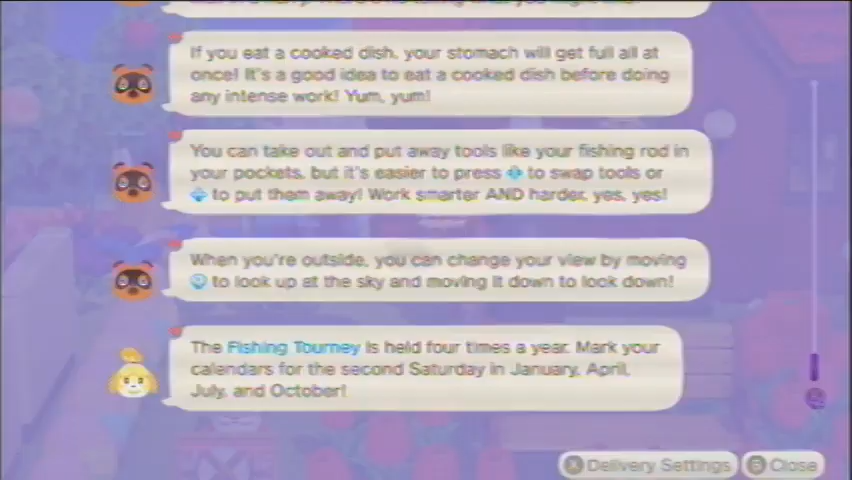 If you eat a cooked dish, your stomach will get full all at
once! It's a good idea to eat a cooked dish before doing
any intense work! Yum, yum!
You can take out and put away tools like your fishing rod in
your pockets, but it's easier to press to swap tools or
to put them away! Work smarter AND harder, yes, yes!
When you're outside, you can change your view by moving
to look up at the sky and moving it down to look down!
The Fishing Tourney is held four times a year. Mark your
calendars for the second Saturday in January, April,
July, and October!
X Delivery Settings B Close